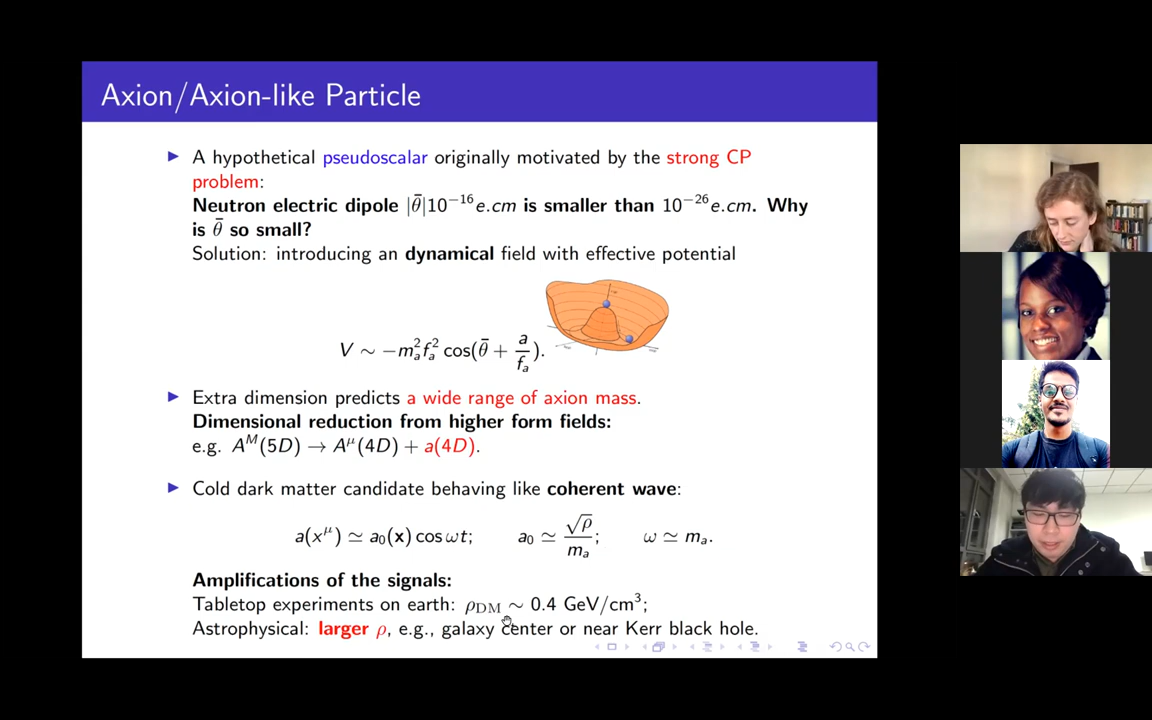 Axion/Axion-like Particle
▶ A hypothetical pseudoscalar originally motivated by the strong CP
problem:
Neutron electric dipole |θ̄|10⁻¹⁶e.cm is smaller than 10⁻²⁶e.cm. Why
is θ̄ so small?
Solution: introducing an dynamical field with effective potential
V ∼ −mₐ²fₐ² cos(θ̄ + a/fₐ).
▶ Extra dimension predicts a wide range of axion mass.
Dimensional reduction from higher form fields:
e.g. Aᴹ(5D) → Aᵘ(4D) + a(4D).
▶ Cold dark matter candidate behaving like coherent wave:
a(xᵘ) ≃ a₀(x) cos ωt; a₀ ≃ √ρ/mₐ; ω ≃ mₐ.
Amplifications of the signals:
Tabletop experiments on earth: ρ_DM ∼ 0.4 GeV/cm³;
Astrophysical: larger ρ, e.g., galaxy center or near Kerr black hole.